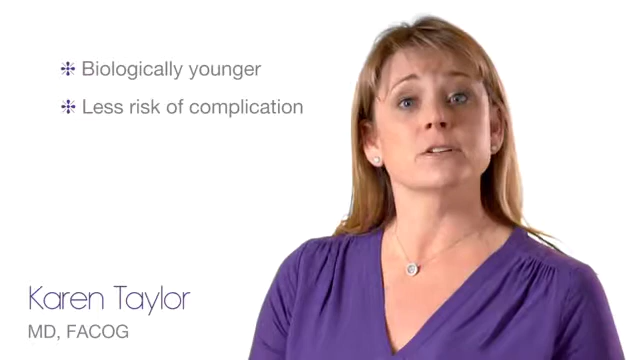 Biologically younger
Less risk of complication
Karen Taylor
MD, FACOG